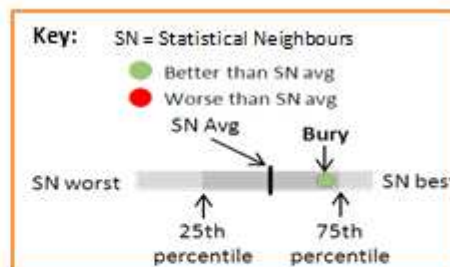 Key: SN = Statistical Neighbours
Better than SN avg
Worse than SN avg
SN Avg
Bury
SN worst
SN best
25th percentile
75th percentile